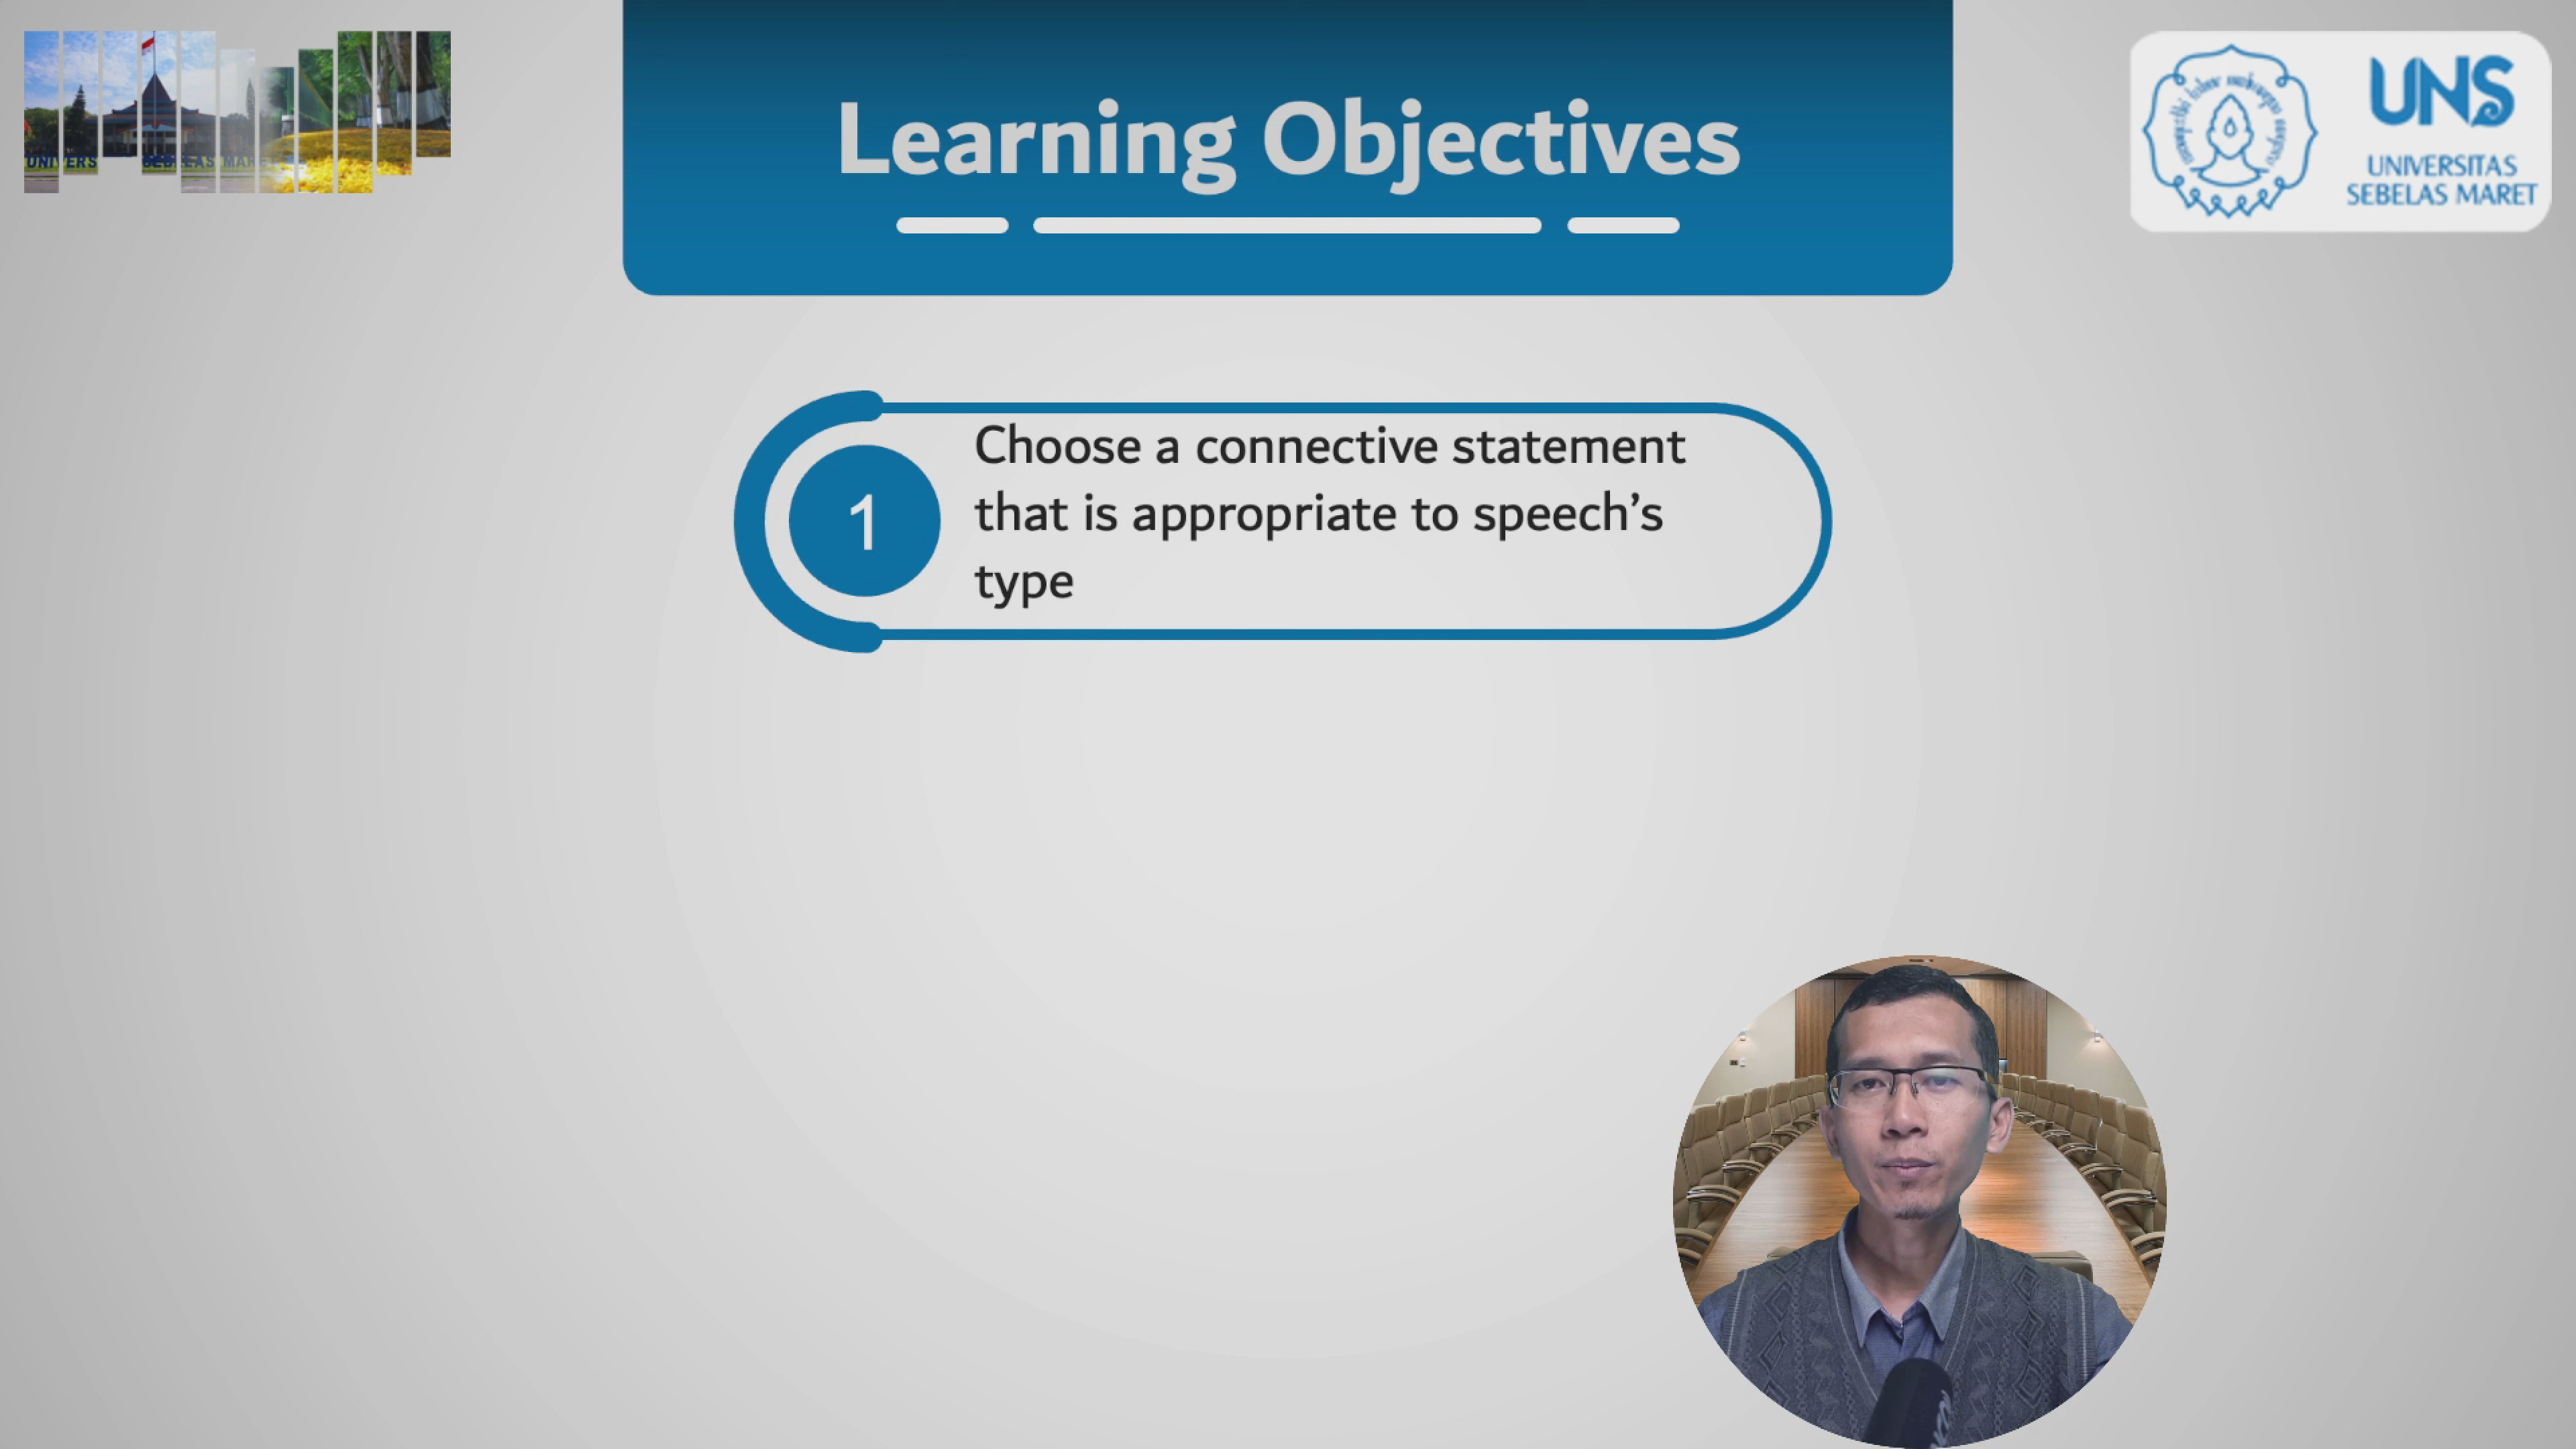 Learning Objectives
UNS
UNIVERSITAS
SEBELAS MARET
1
Choose a connective statement
that is appropriate to speech’s
type